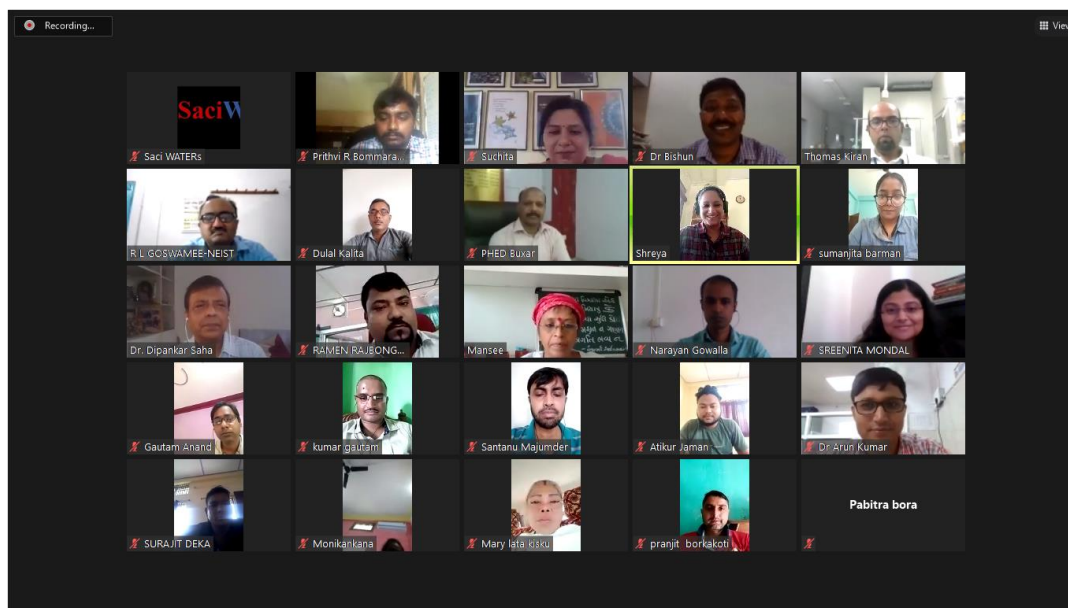 Recording...
View
SaciW
Saci WATERs
Prithvi R Bommara...
Suchita
Dr Bishun
Thomas Kiran
R L GOSWAMEE-NEIST
Dulal Kalita
PHED Buxar
Shreya
sumanjita barman
Dr. Dipankar Saha
RAMEN RAJBONG...
Mansee
Narayan Gowalla
SREENITA MONDAL
Gautam Anand
kumar gautam
Santanu Majumder
Atikur Jaman
Dr Arun Kumar
Pabitra bora
SURAJIT DEKA
Monikankana
Mary lata kisku
pranjit borkakoti